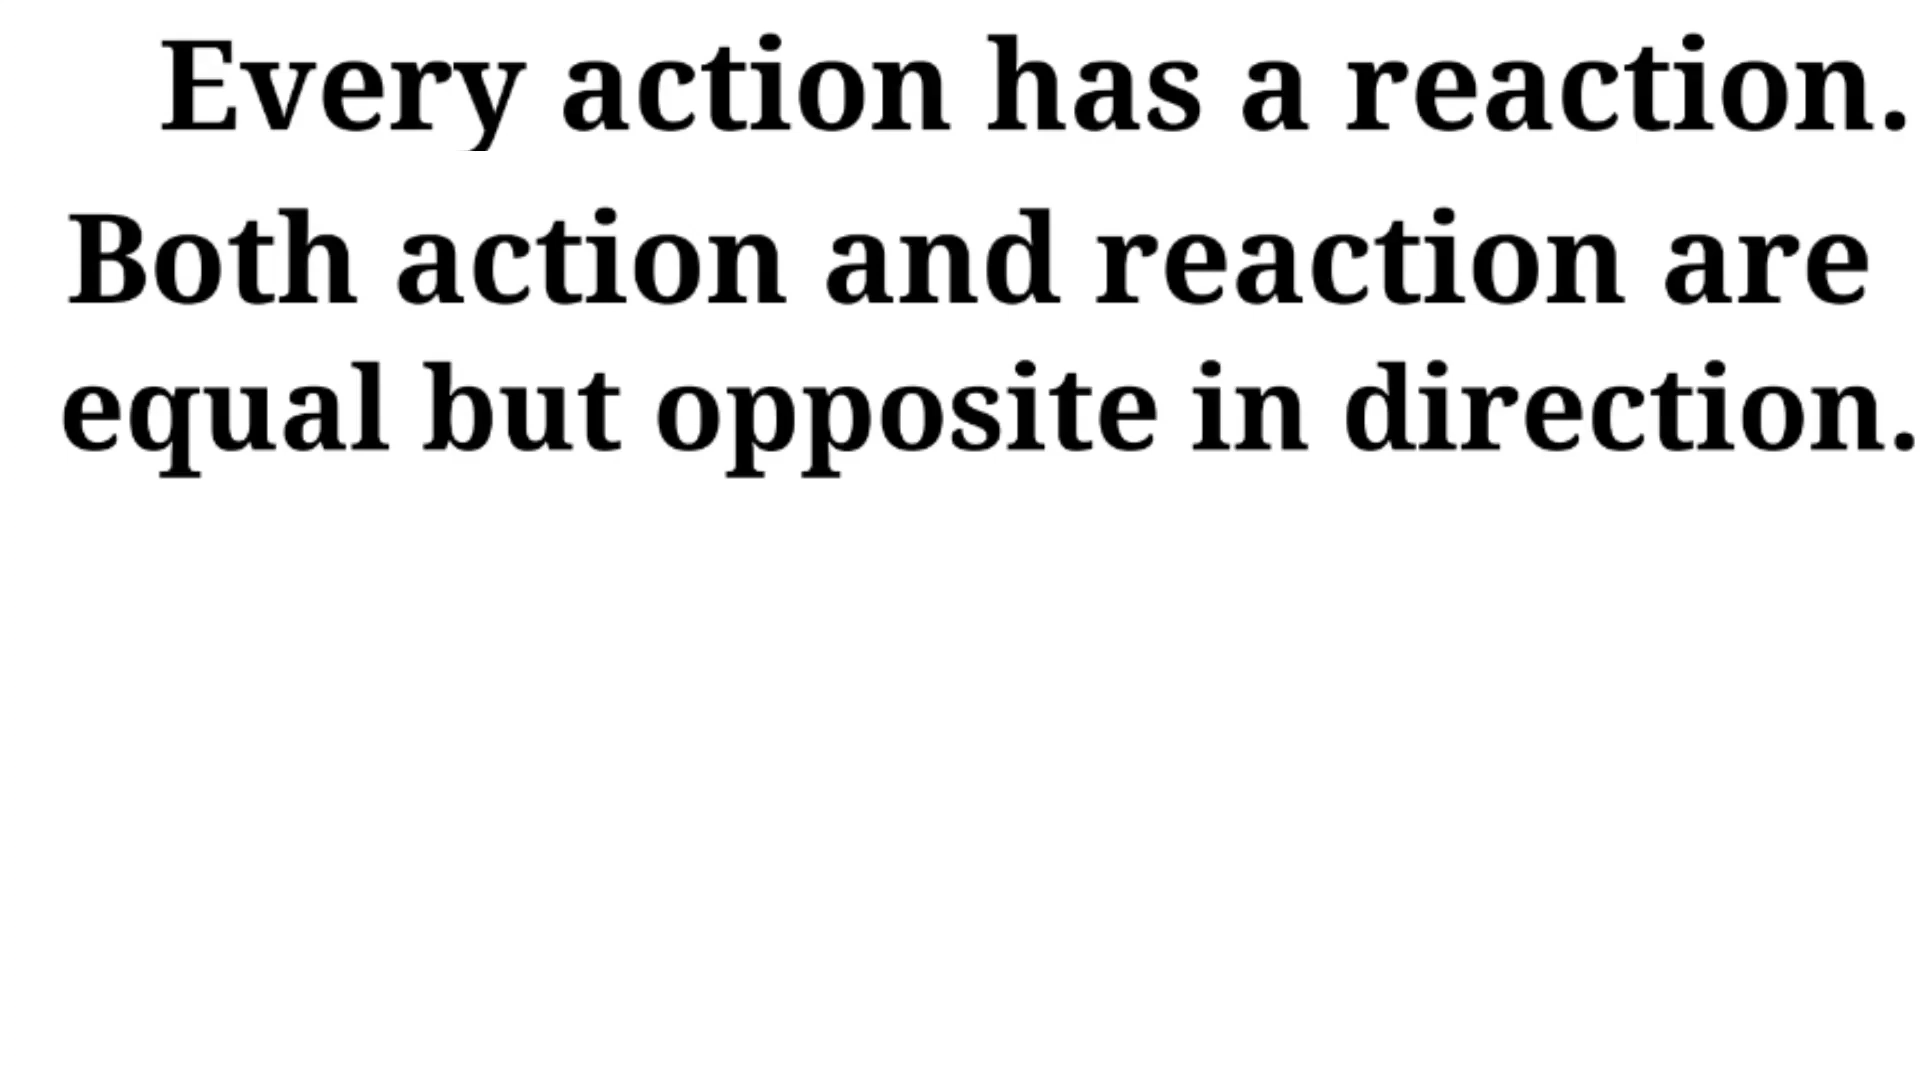 Every action has a reaction.
Both action and reaction are
equal but opposite in direction.